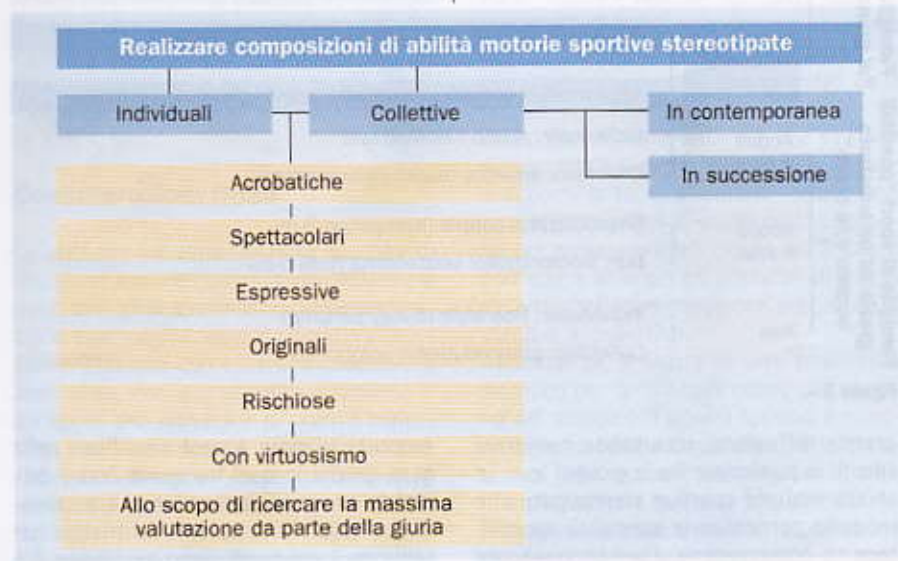 Realizzare composizioni di abilità motorie sportive stereotipate
Individuali
Collettive
In contemporanea
In successione
Acrobatiche
Spettacolari
Espressive
Originali
Rischiose
Con virtuosismo
Allo scopo di ricercare la massima
valutazione da parte della giuria